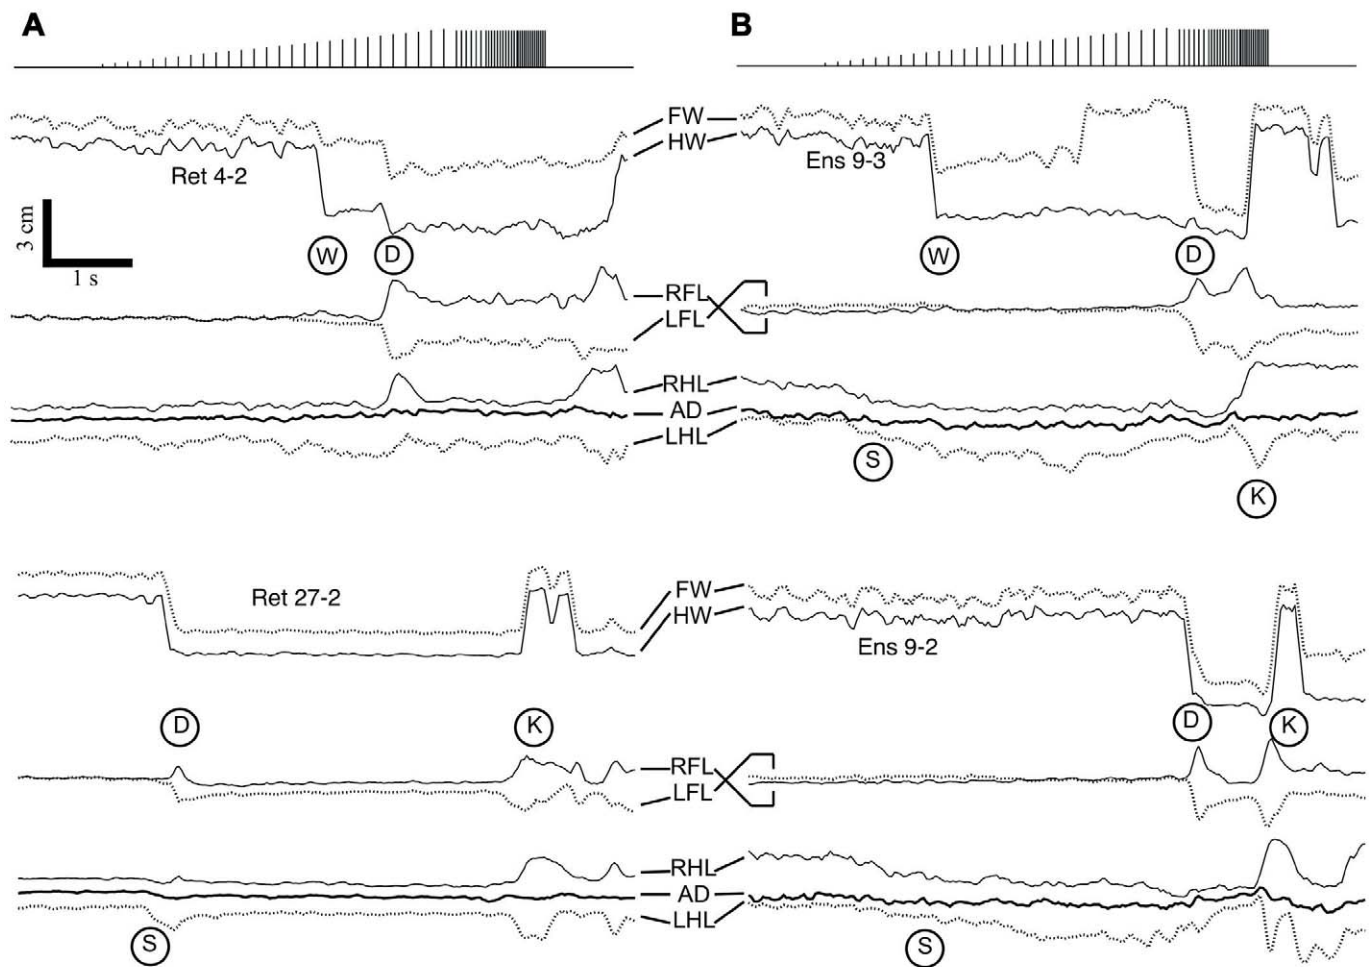 A
B
FW
HW
Ret 4-2
Ens 9-3
3 cm
1 s
W
D
W
D
RFL
LFL
RHL
AD
LHL
S
K
Ret 27-2
FW
HW
Ens 9-2
D
K
D
K
RFL
LFL
RHL
AD
LHL
S
S